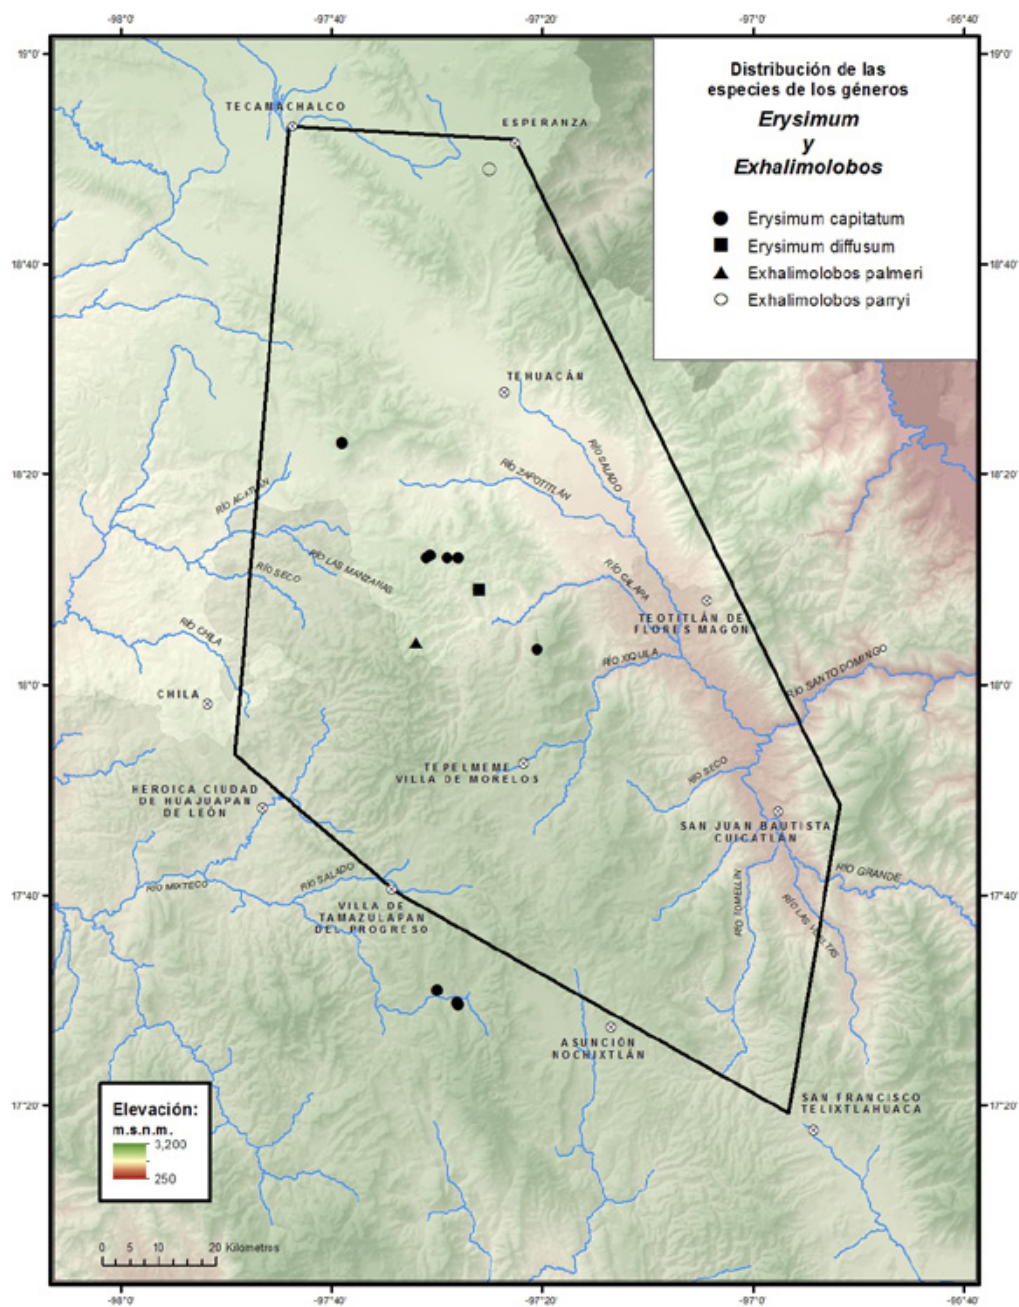 -98°0'
-97°40'
-97°20'
-97°0'
-96°40'
19°0'
19°0'
Distribución de las
especies de los géneros
Erysimum
y
Exhalimolobos
Erysimum capitatum
Erysimum diffusum
Exhalimolobos palmeri
Exhalimolobos parryi
TECAMACHALCO
ESPERANZA
18°40'
18°40'
TEHUACÁN
RÍO SALADO
RÍO ZAPOTITLÁN
18°20'
18°20'
RÍO ACATLÁN
RÍO LAS MANZANAS
RÍO SECO
RÍO CALAPA
TEOTITLÁN DE
FLORES MAGÓN
RÍO CHILA
RÍO XIQUILA
RÍO SANTO DOMINGO
18°0'
18°0'
CHILA
TEPELMEME
VILLA DE MORELOS
RÍO SECO
HEROICA CIUDAD
DE HUAJUAPAN
DE LEÓN
SAN JUAN BAUTISTA
CUICATLÁN
RÍO GRANDE
RÍO SALADO
RÍO MIXTECO
17°40'
17°40'
VILLA DE
TAMAZULAPAN
DEL PROGRESO
RÍO TOMELLÍN
RÍO LAS VUELTAS
ASUNCIÓN
NOCHIXTLÁN
SAN FRANCISCO
TELIXTLAHUACA
17°20'
17°20'
Elevación:
m.s.n.m.
3,200
250
0 5 10 20 Kilometros
-98°0'
-97°40'
-97°20'
-97°0'
-96°40'